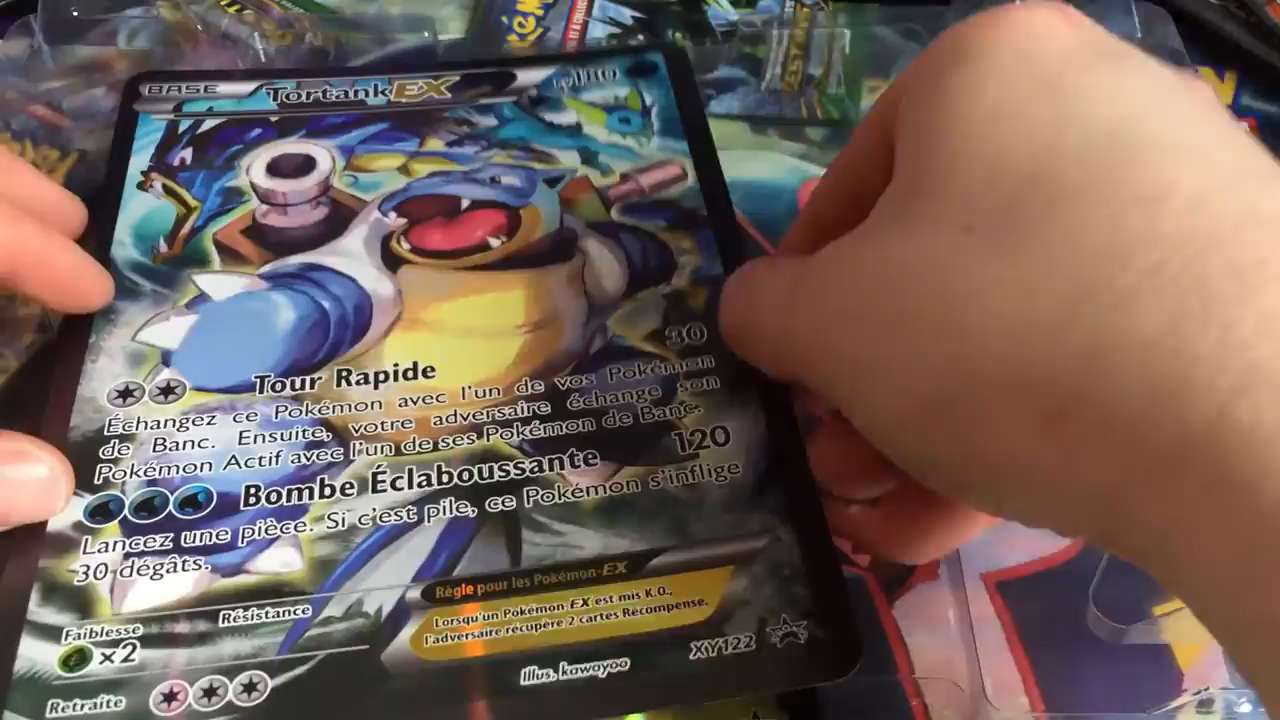 BASE
TortankEX
Tour Rapide
30
Échangez ce Pokémon avec l'un de vos Pokémon
de Banc. Ensuite, votre adversaire échange son
Pokémon Actif avec l'un de ses Pokémon de Banc.
Bombe Éclaboussante
120
Lancez une pièce. Si c'est pile, ce Pokémon s'inflige
30 dégâts.
Règle pour les Pokémon-EX
Lorsqu'un Pokémon EX est mis K.O.,
l'adversaire récupère 2 cartes Récompense.
Faiblesse
Résistance
×2
Retraite
Illus. kawayoo
XY122